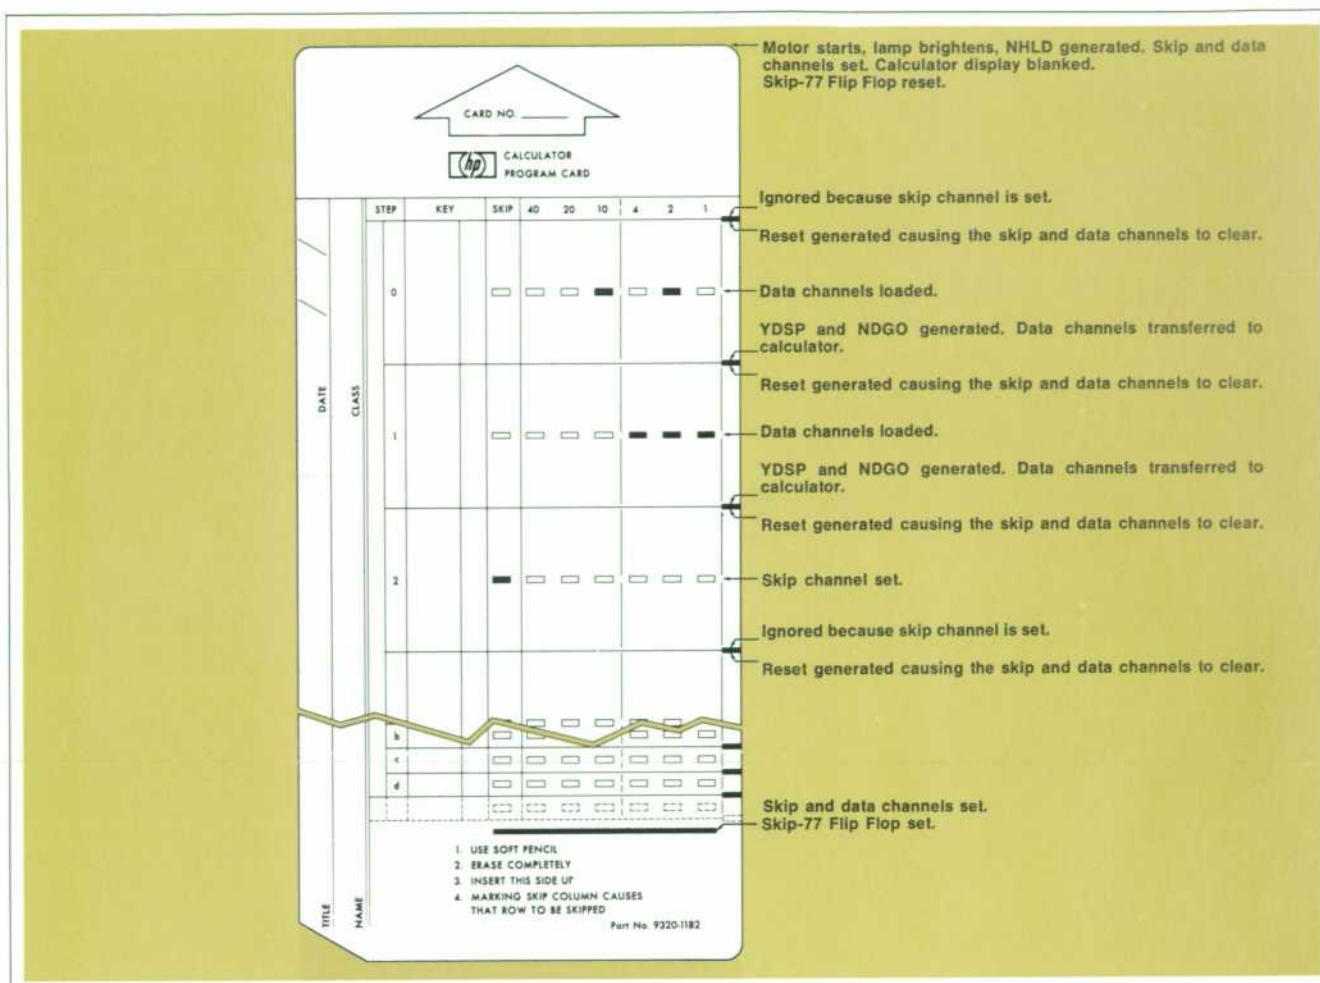 Motor starts, lamp brightens, NHLD generated. Skip and data
channels set. Calculator display blanked.
Skip-77 Flip Flop reset.
CARD NO.
hp
CALCULATOR
PROGRAM CARD
STEP KEY SKIP 40 20 10 4 2 1
Ignored because skip channel is set.
Reset generated causing the skip and data channels to clear.
0
Data channels loaded.
YDSP and NDGO generated. Data channels transferred to
calculator.
Reset generated causing the skip and data channels to clear.
DATE
CLASS
1
Data channels loaded.
YDSP and NDGO generated. Data channels transferred to
calculator.
Reset generated causing the skip and data channels to clear.
2
Skip channel set.
Ignored because skip channel is set.
Reset generated causing the skip and data channels to clear.
b
c
d
Skip and data channels set.
Skip-77 Flip Flop set.
1. USE SOFT PENCIL
2. ERASE COMPLETELY
3. INSERT THIS SIDE UP
4. MARKING SKIP COLUMN CAUSES
THAT ROW TO BE SKIPPED
TITLE
NAME
Part No. 9320-1182